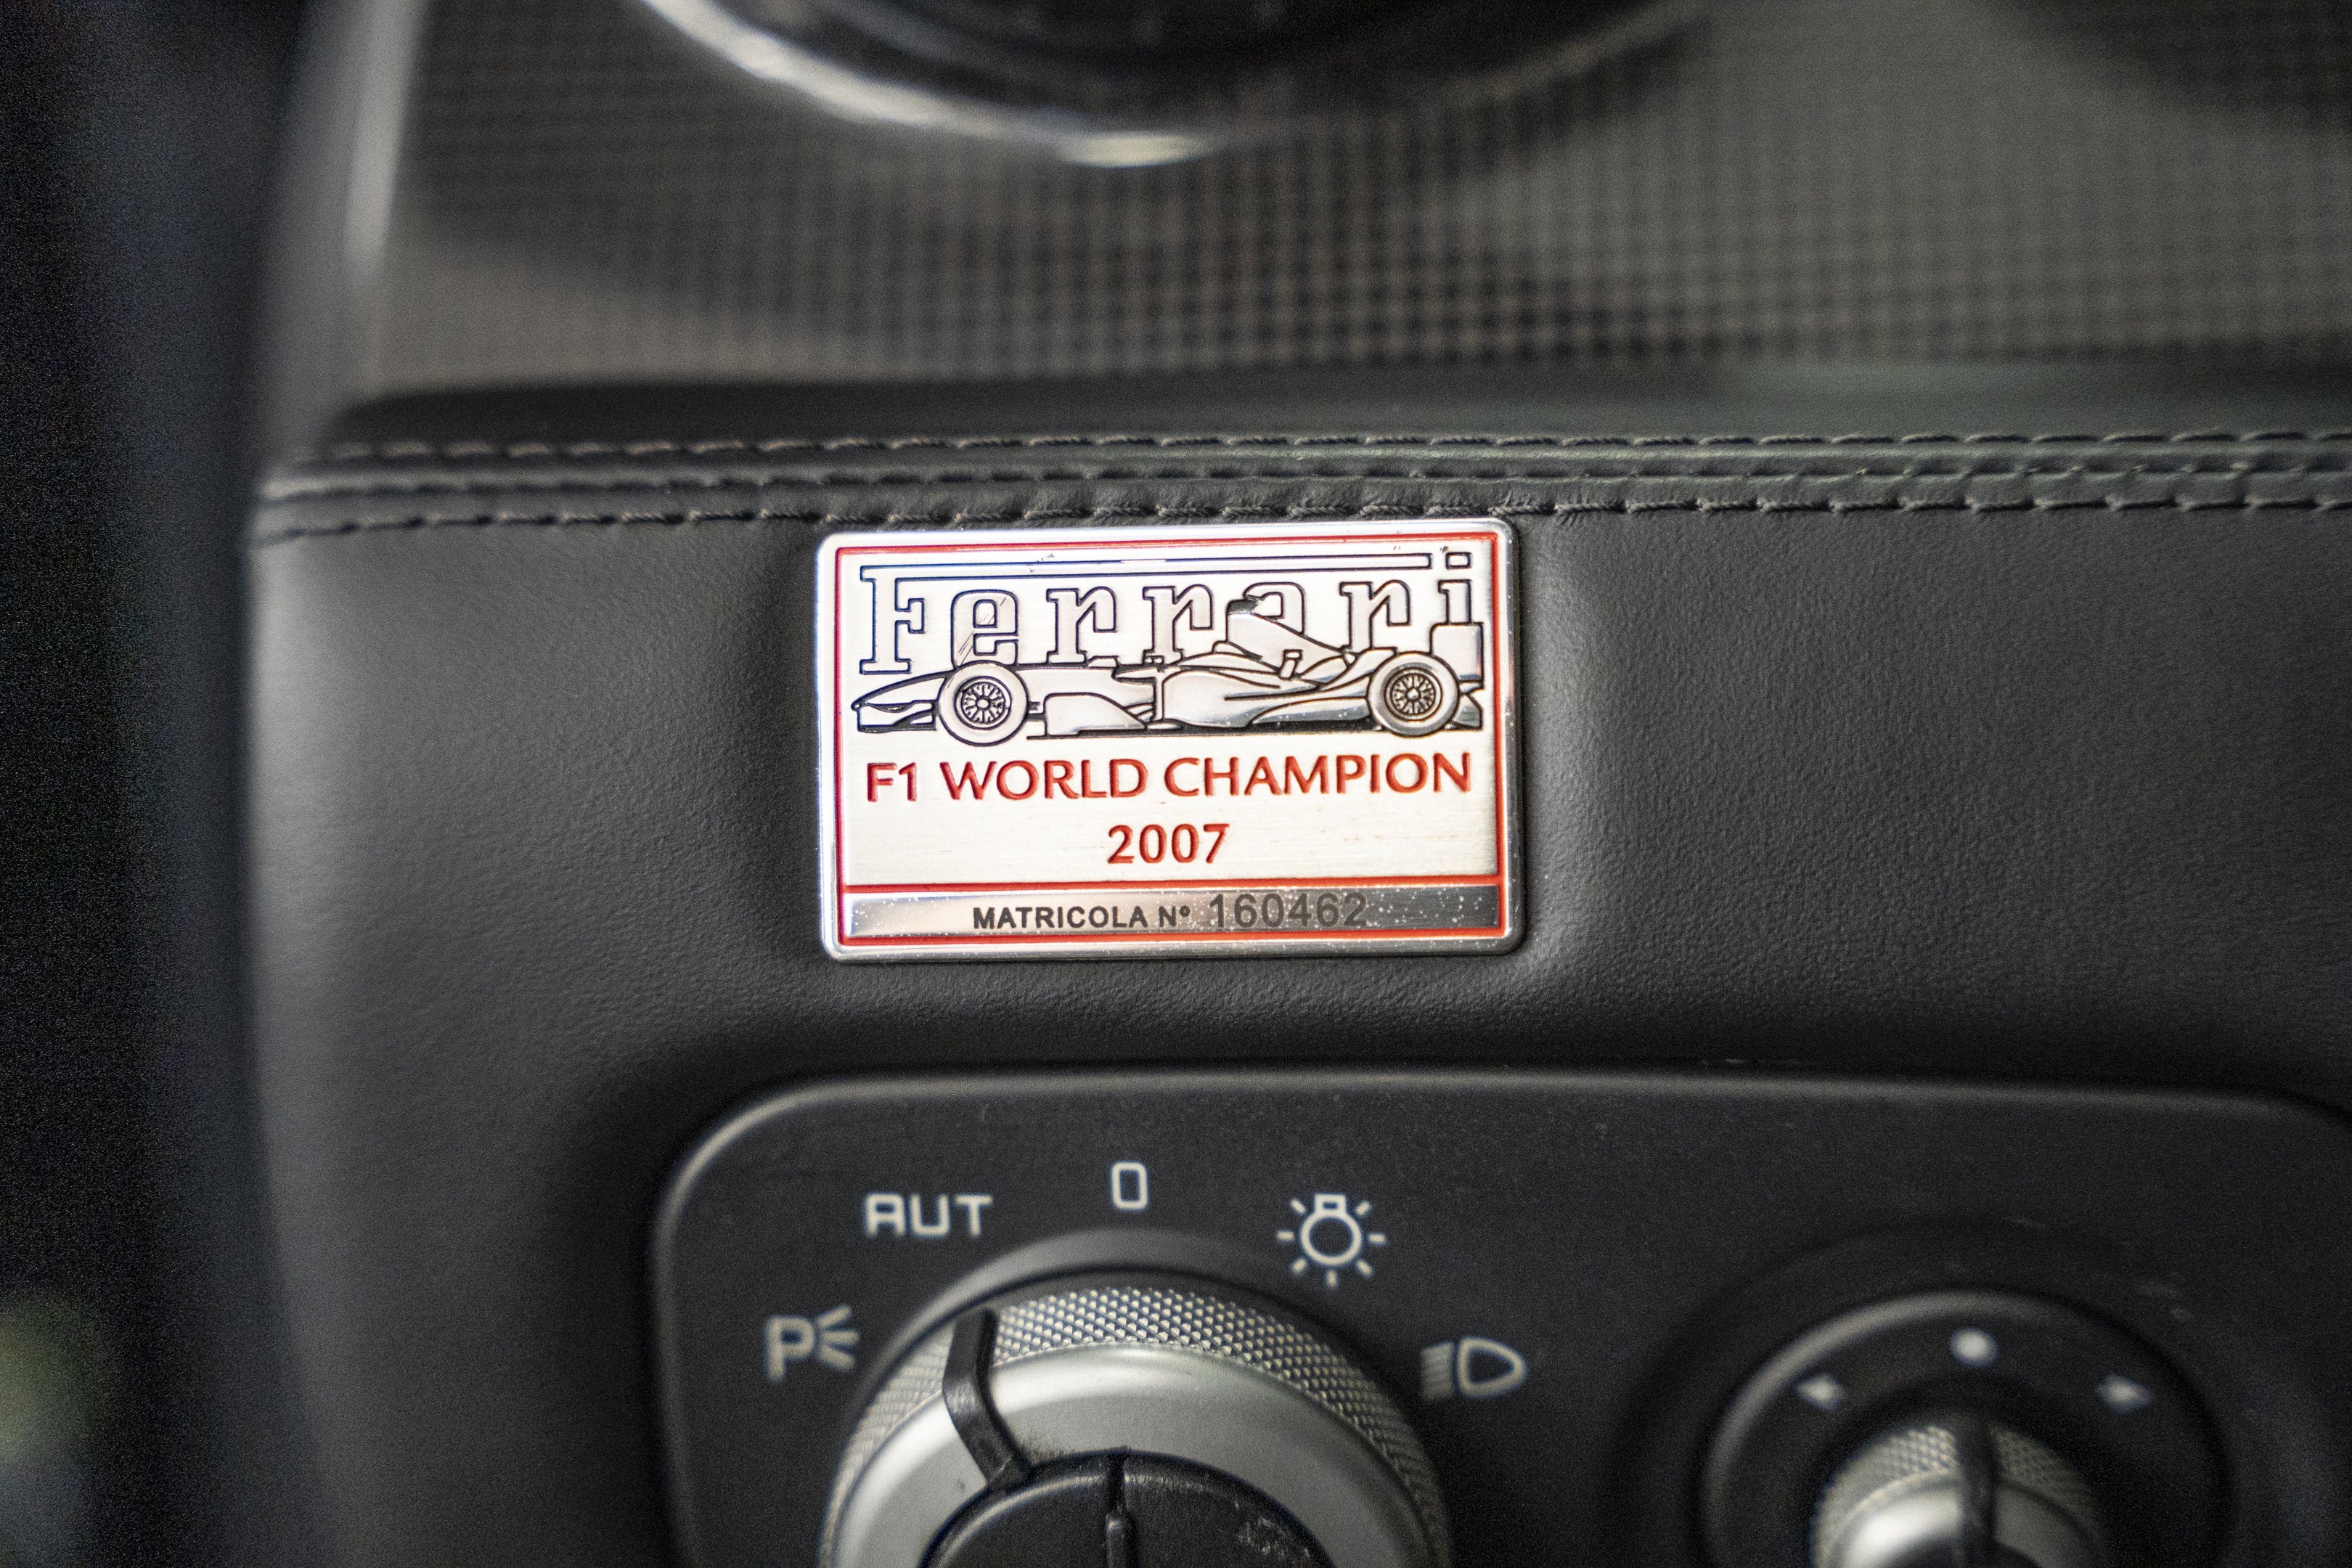 Ferrari
F1 WORLD CHAMPION
2007
MATRICOLA Nº 160462
AUT
0
P